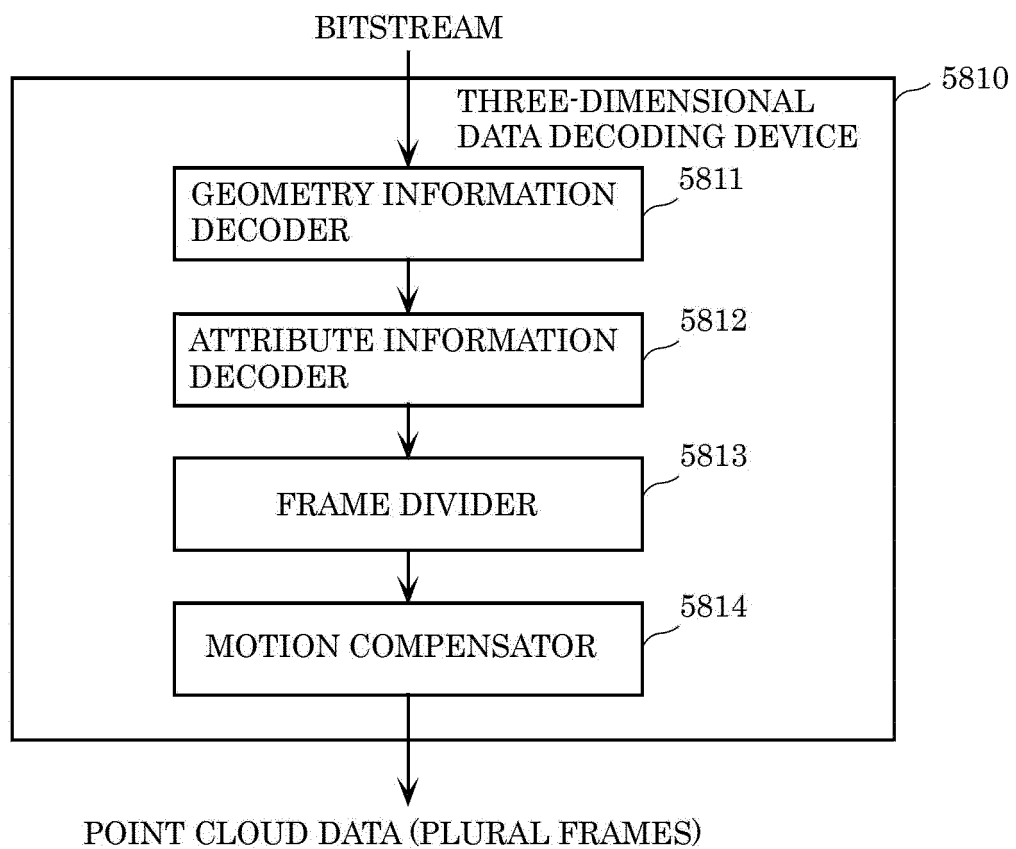 BITSTREAM
5810
THREE-DIMENSIONAL
DATA DECODING DEVICE
5811
GEOMETRY INFORMATION
DECODER
5812
ATTRIBUTE INFORMATION
DECODER
5813
FRAME DIVIDER
5814
MOTION COMPENSATOR
POINT CLOUD DATA (PLURAL FRAMES)